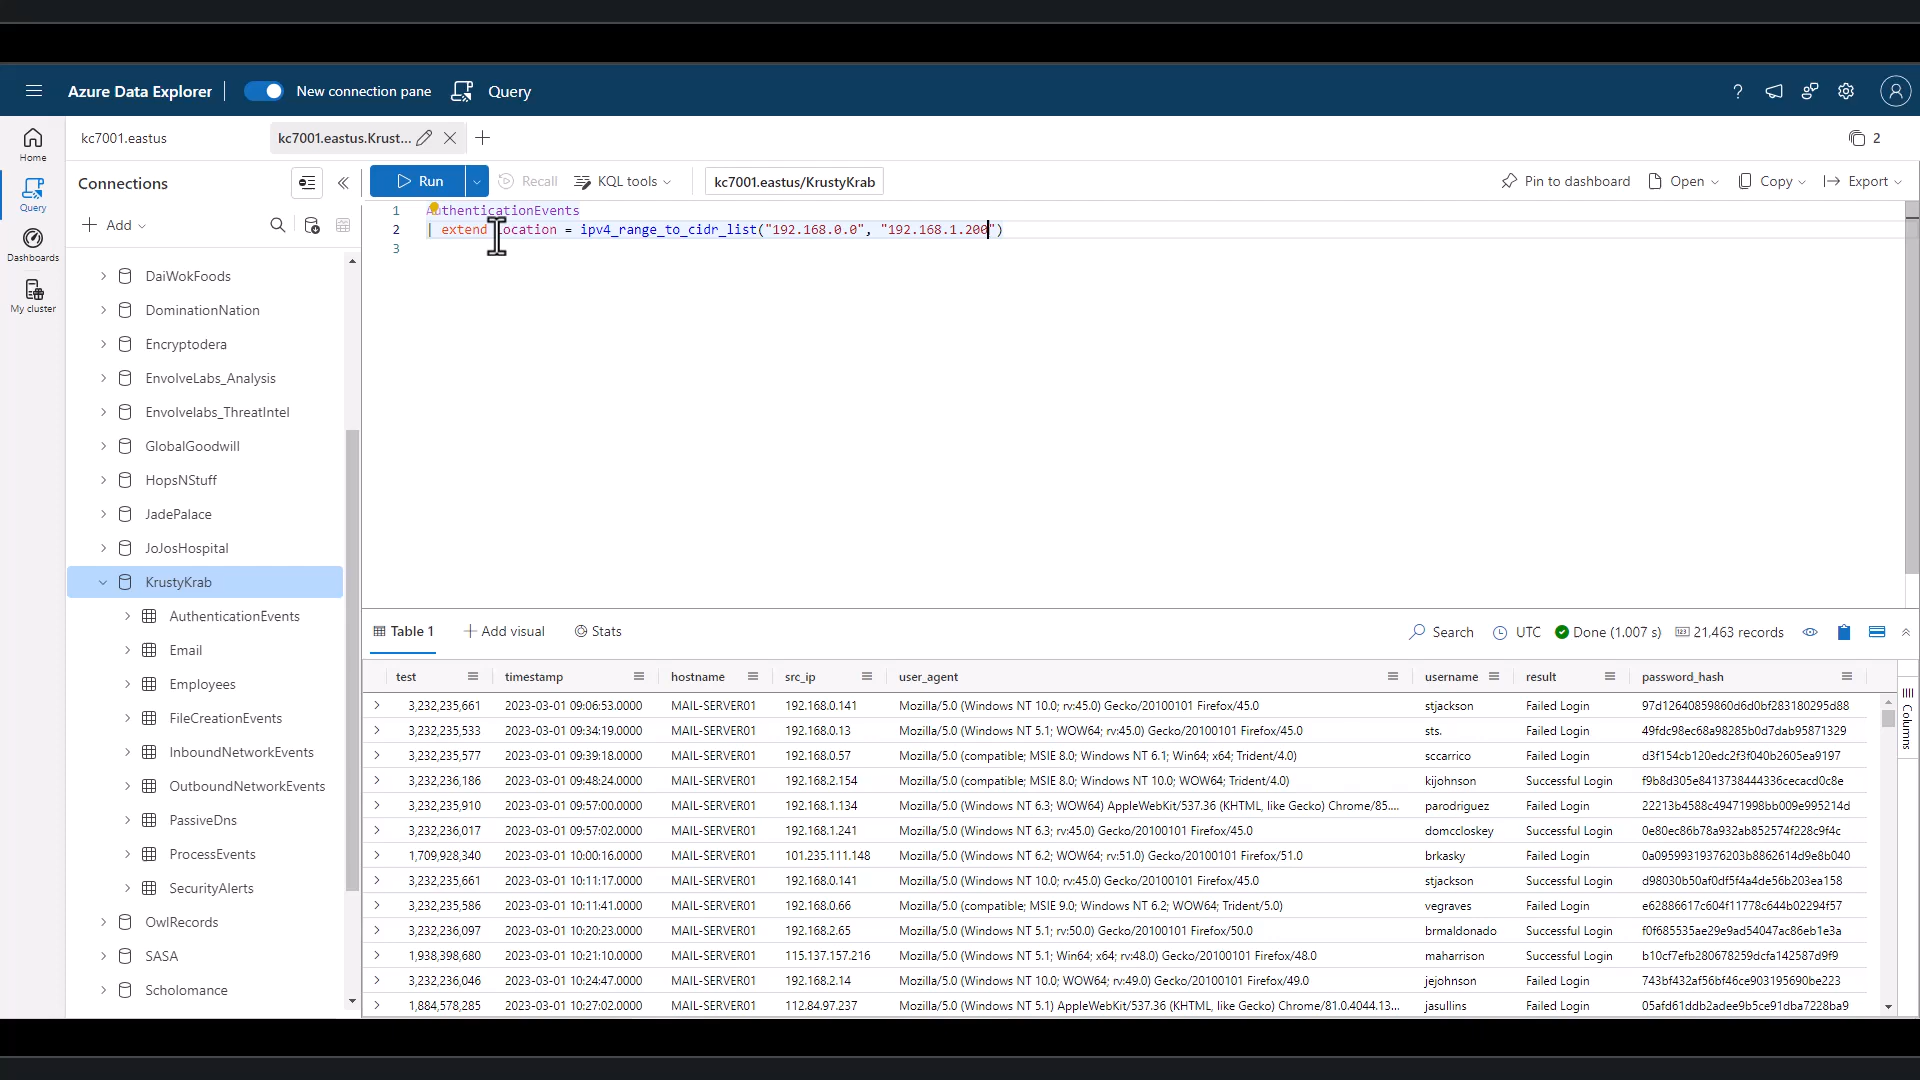 Azure Data Explorer New connection pane Query
kc7001.eastus kc7001.eastus.Krust... 2
Home
Query
Dashboards
My cluster
Connections
Add
Run Recall KQL tools kc7001.eastus/KrustyKrab Pin to dashboard Open Copy Export
1 AuthenticationEvents
2 | extend location = ipv4_range_to_cidr_list("192.168.0.0", "192.168.1.200")
3
DaiWokFoods
DominationNation
Encryptodera
EnvolveLabs_Analysis
Envolvelabs_ThreatIntel
GlobalGoodwill
HopsNStuff
JadePalace
JoJosHospital
KrustyKrab
AuthenticationEvents
Email
Employees
FileCreationEvents
InboundNetworkEvents
OutboundNetworkEvents
PassiveDns
ProcessEvents
SecurityAlerts
OwlRecords
SASA
Scholomance
Table 1 Add visual Stats Search UTC Done (1.007 s) 21,463 records
test timestamp hostname src_ip user_agent username result password_hash
3,232,235,661 2023-03-01 09:06:53.0000 MAIL-SERVER01 192.168.0.141 Mozilla/5.0 (Windows NT 10.0; rv:45.0) Gecko/20100101 Firefox/45.0 stjackson Failed Login 97d12640859860d6d0bf283180295d88
3,232,235,533 2023-03-01 09:34:19.0000 MAIL-SERVER01 192.168.0.13 Mozilla/5.0 (Windows NT 5.1; WOW64; rv:45.0) Gecko/20100101 Firefox/45.0 sts. Failed Login 49fdc98ec68a98285b0d7dab95871329
3,232,235,577 2023-03-01 09:39:18.0000 MAIL-SERVER01 192.168.0.57 Mozilla/5.0 (compatible; MSIE 8.0; Windows NT 6.1; Win64; x64; Trident/4.0) sccarrico Failed Login d3f154cb120edc2f3f040b2605ea9197
3,232,236,186 2023-03-01 09:48:24.0000 MAIL-SERVER01 192.168.2.154 Mozilla/5.0 (compatible; MSIE 8.0; Windows NT 10.0; WOW64; Trident/4.0) kijohnson Successful Login f9b8d305e8413738444336cecacd0c8e
3,232,235,910 2023-03-01 09:57:00.0000 MAIL-SERVER01 192.168.1.134 Mozilla/5.0 (Windows NT 6.3; WOW64) AppleWebKit/537.36 (KHTML, like Gecko) Chrome/85.... parodriguez Failed Login 22213b4588c49471998bb009e995214d
3,232,236,017 2023-03-01 09:57:02.0000 MAIL-SERVER01 192.168.1.241 Mozilla/5.0 (Windows NT 6.3; rv:45.0) Gecko/20100101 Firefox/45.0 domccloskey Successful Login 0e80ec86b78a932ab852574f228c9f4c
1,709,928,340 2023-03-01 10:00:16.0000 MAIL-SERVER01 101.235.111.148 Mozilla/5.0 (Windows NT 6.2; WOW64; rv:51.0) Gecko/20100101 Firefox/51.0 brkasky Failed Login 0a09599319376203b8862614d9e8b040
3,232,235,661 2023-03-01 10:11:17.0000 MAIL-SERVER01 192.168.0.141 Mozilla/5.0 (Windows NT 10.0; rv:45.0) Gecko/20100101 Firefox/45.0 stjackson Successful Login d98030b50af0df5f4a4de56b203ea158
3,232,235,586 2023-03-01 10:11:41.0000 MAIL-SERVER01 192.168.0.66 Mozilla/5.0 (compatible; MSIE 9.0; Windows NT 6.2; WOW64; Trident/5.0) vegraves Failed Login e62886617c604f11778c644b02294f57
3,232,236,097 2023-03-01 10:20:23.0000 MAIL-SERVER01 192.168.2.65 Mozilla/5.0 (Windows NT 5.1; rv:50.0) Gecko/20100101 Firefox/50.0 brmaldonado Successful Login f0f685535ae29e9ad54047ac86eb1e3a
1,938,398,680 2023-03-01 10:21:10.0000 MAIL-SERVER01 115.137.157.216 Mozilla/5.0 (Windows NT 5.1; Win64; x64; rv:48.0) Gecko/20100101 Firefox/48.0 maharrison Successful Login b10cf7efb280678259dcfa142587d9f9
3,232,236,046 2023-03-01 10:24:47.0000 MAIL-SERVER01 192.168.2.14 Mozilla/5.0 (Windows NT 10.0; WOW64; rv:49.0) Gecko/20100101 Firefox/49.0 jejohnson Failed Login 743bf432af56bf46ce903195690be223
1,884,578,285 2023-03-01 10:27:02.0000 MAIL-SERVER01 112.84.97.237 Mozilla/5.0 (Windows NT 5.1) AppleWebKit/537.36 (KHTML, like Gecko) Chrome/81.0.4044.13... jasullins Failed Login 05afd61ddb2adee9b5ce91dba7228ba9
Columns